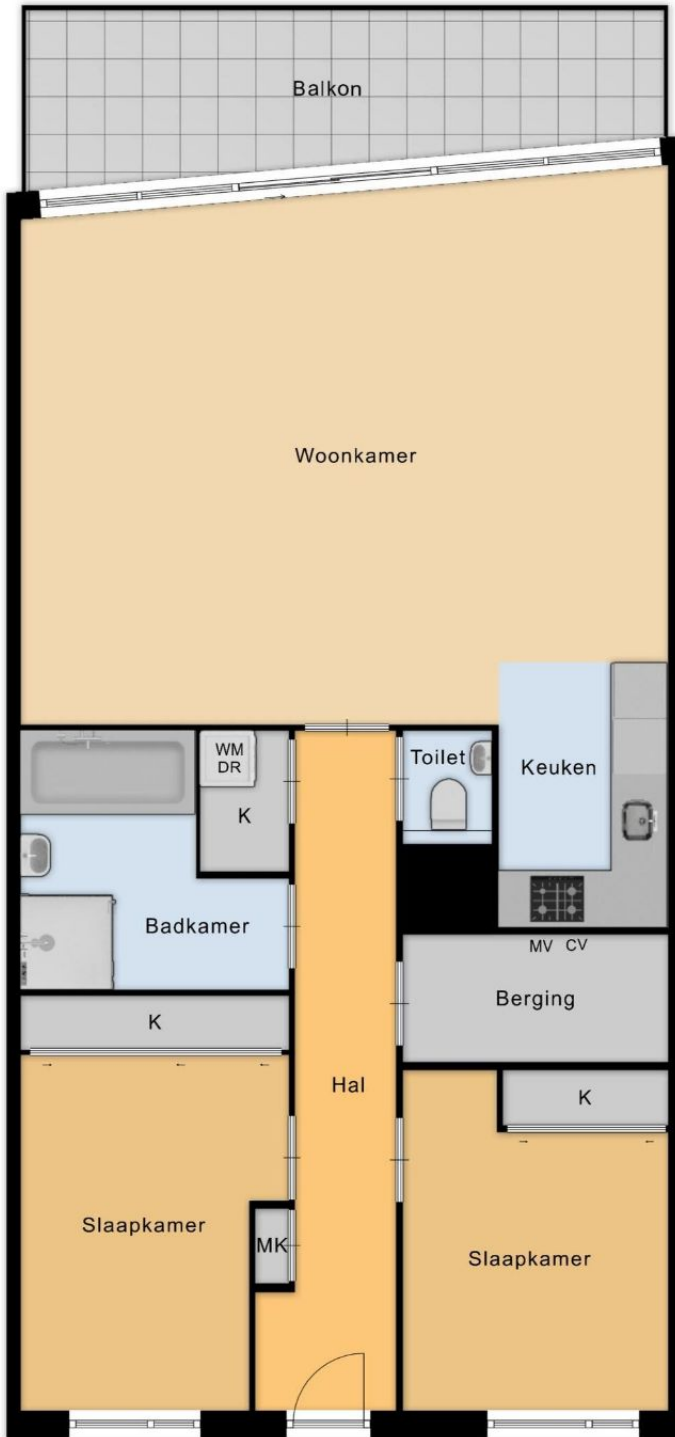 Balkon
Woonkamer
WM
DR
Toilet
Keuken
K
Badkamer
MV CV
Berging
K
Hal
K
Slaapkamer
MK
Slaapkamer